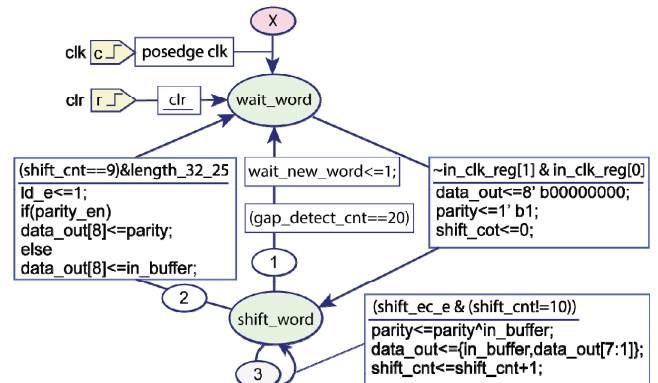 X
clk c posedge clk
clr r clr
wait_word
(shift_cnt==9)&length_32_25
ld_e<=1;
if(parity_en)
data_out[8]<=parity;
else
data_out[8]<=in_buffer;
wait_new_word<=1;
(gap_detect_cnt==20)
~in_clk_reg[1] & in_clk_reg[0]
data_out<=8' b00000000;
parity<=1' b1;
shift_cot<=0;
1
2
shift_word
3
(shift_ec_e & (shift_cnt!=10))
parity<=parity^in_buffer;
data_out<={in_buffer,data_out[7:1]};
shift_cnt<=shift_cnt+1;